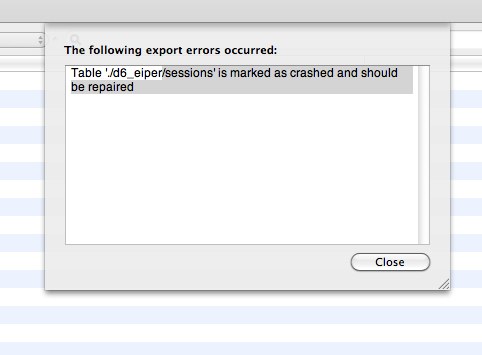 The following export errors occurred:
Table './d6_eiper/sessions' is marked as crashed and should
be repaired
Close